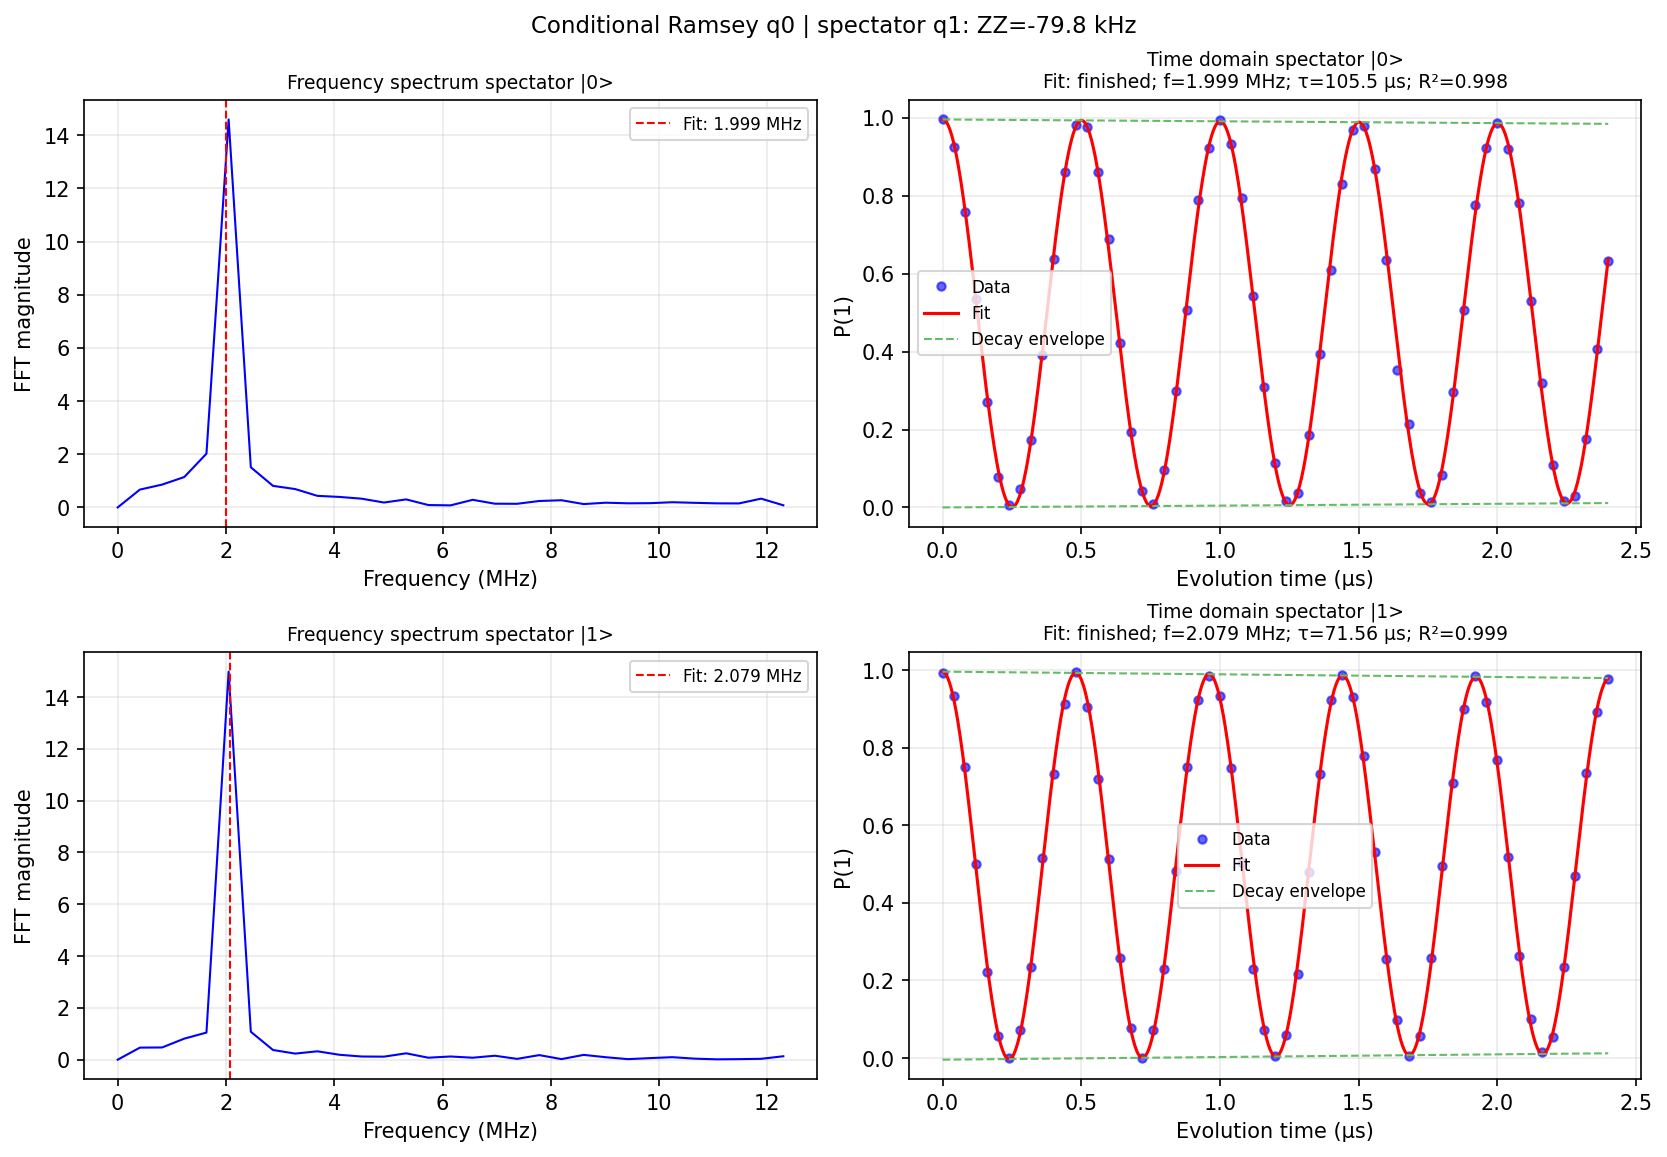 Conditional Ramsey q0 | spectator q1: ZZ=-79.8 kHz
Frequency spectrum spectator |0>
FFT magnitude
14
12
10
8
6
4
2
0
Fit: 1.999 MHz
0 2 4 6 8 10 12
Frequency (MHz)
Time domain spectator |0>
Fit: finished; f=1.999 MHz; τ=105.5 µs; R²=0.998
P(1)
1.0
0.8
0.6
0.4
0.2
0.0
Data
Fit
Decay envelope
0.0 0.5 1.0 1.5 2.0 2.5
Evolution time (µs)
Frequency spectrum spectator |1>
FFT magnitude
14
12
10
8
6
4
2
0
Fit: 2.079 MHz
0 2 4 6 8 10 12
Frequency (MHz)
Time domain spectator |1>
Fit: finished; f=2.079 MHz; τ=71.56 µs; R²=0.999
P(1)
1.0
0.8
0.6
0.4
0.2
0.0
Data
Fit
Decay envelope
0.0 0.5 1.0 1.5 2.0 2.5
Evolution time (µs)